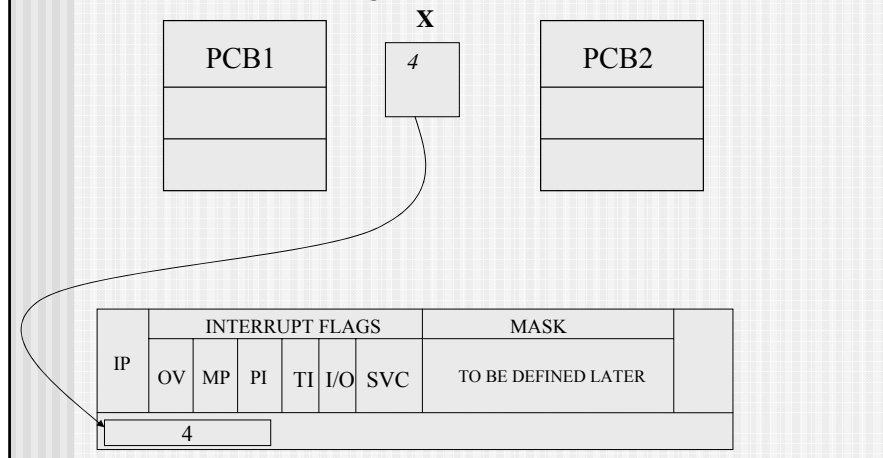 X
PCB1
4
PCB2
INTERRUPT FLAGS
MASK
IP
OV
MP
PI
TI
I/O
SVC
TO BE DEFINED LATER
4